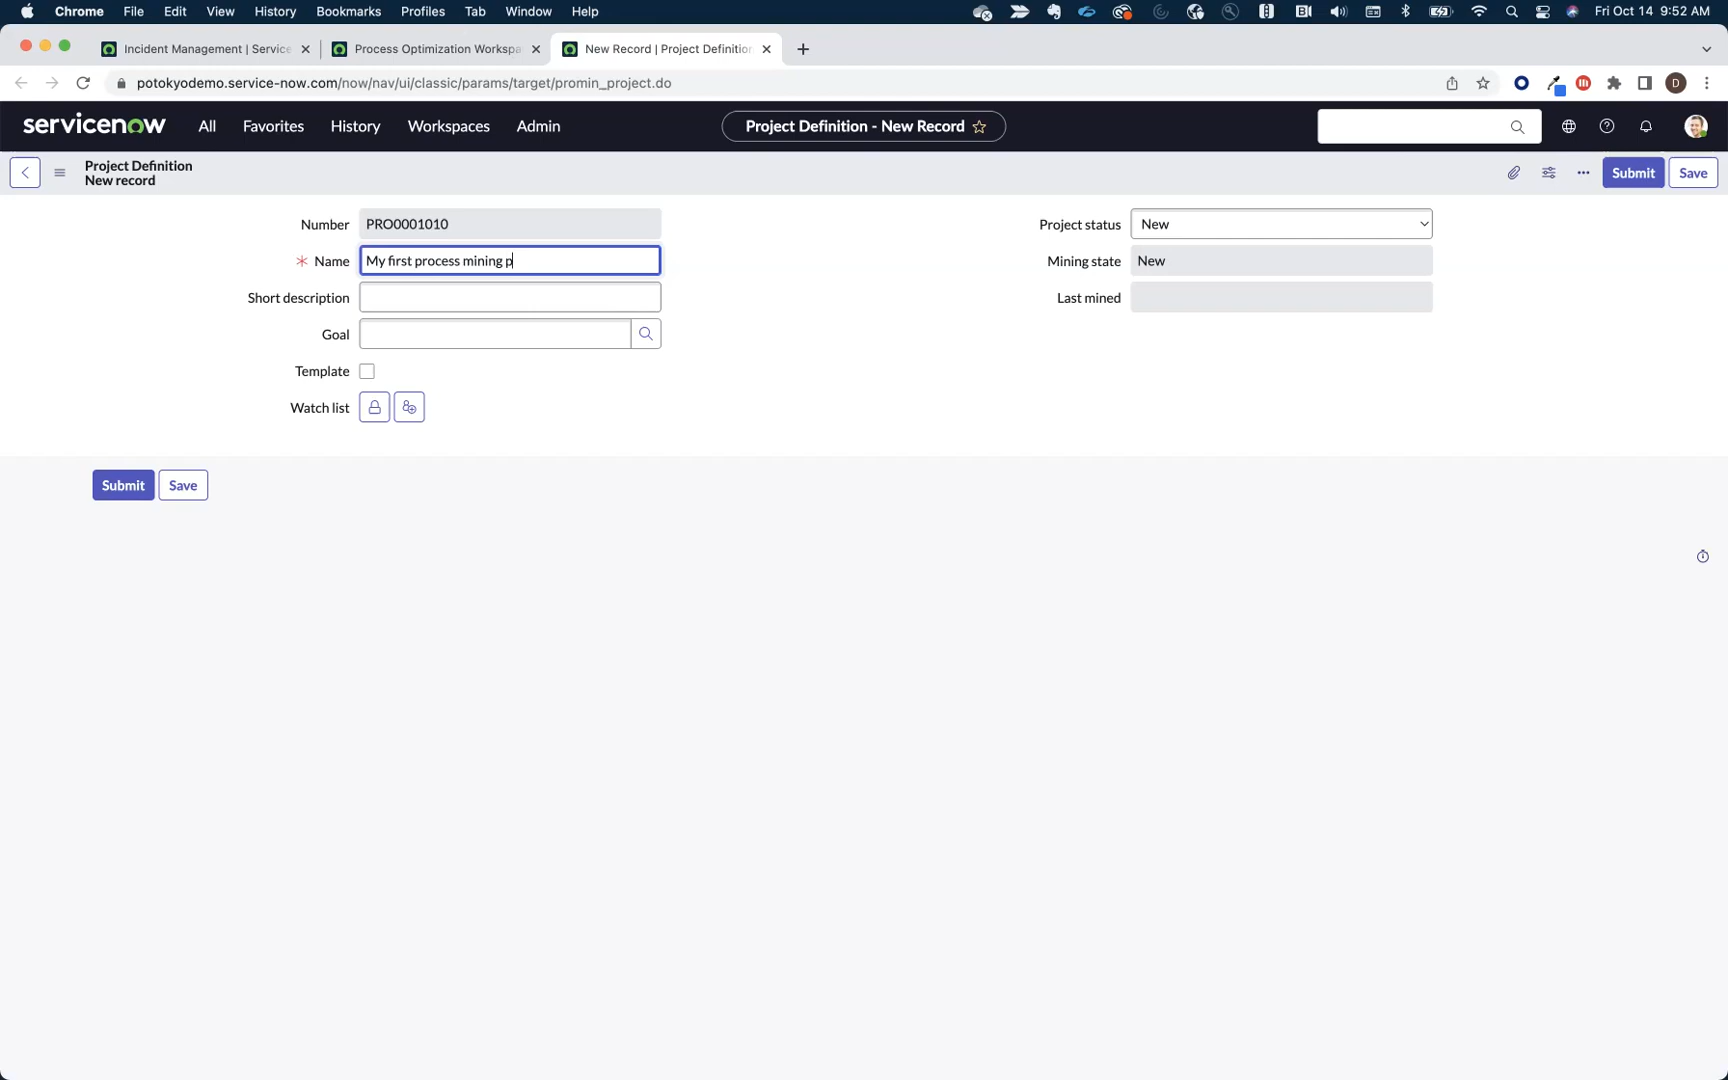 Chrome File Edit View History Bookmarks Profiles Tab Window Help Fri Oct 14 9:52 AM
Incident Management | Service Process Optimization Workspa New Record | Project Definition
potokyodemo.service-now.com/now/nav/ui/classic/params/target/promin_project.do D
servicenow All Favorites History Workspaces Admin Project Definition - New Record
Project Definition
New record
Submit Save
Number PRO0001010 Project status New
* Name My first process mining p Mining state New
Short description Last mined
Goal
Template
Watch list
Submit Save